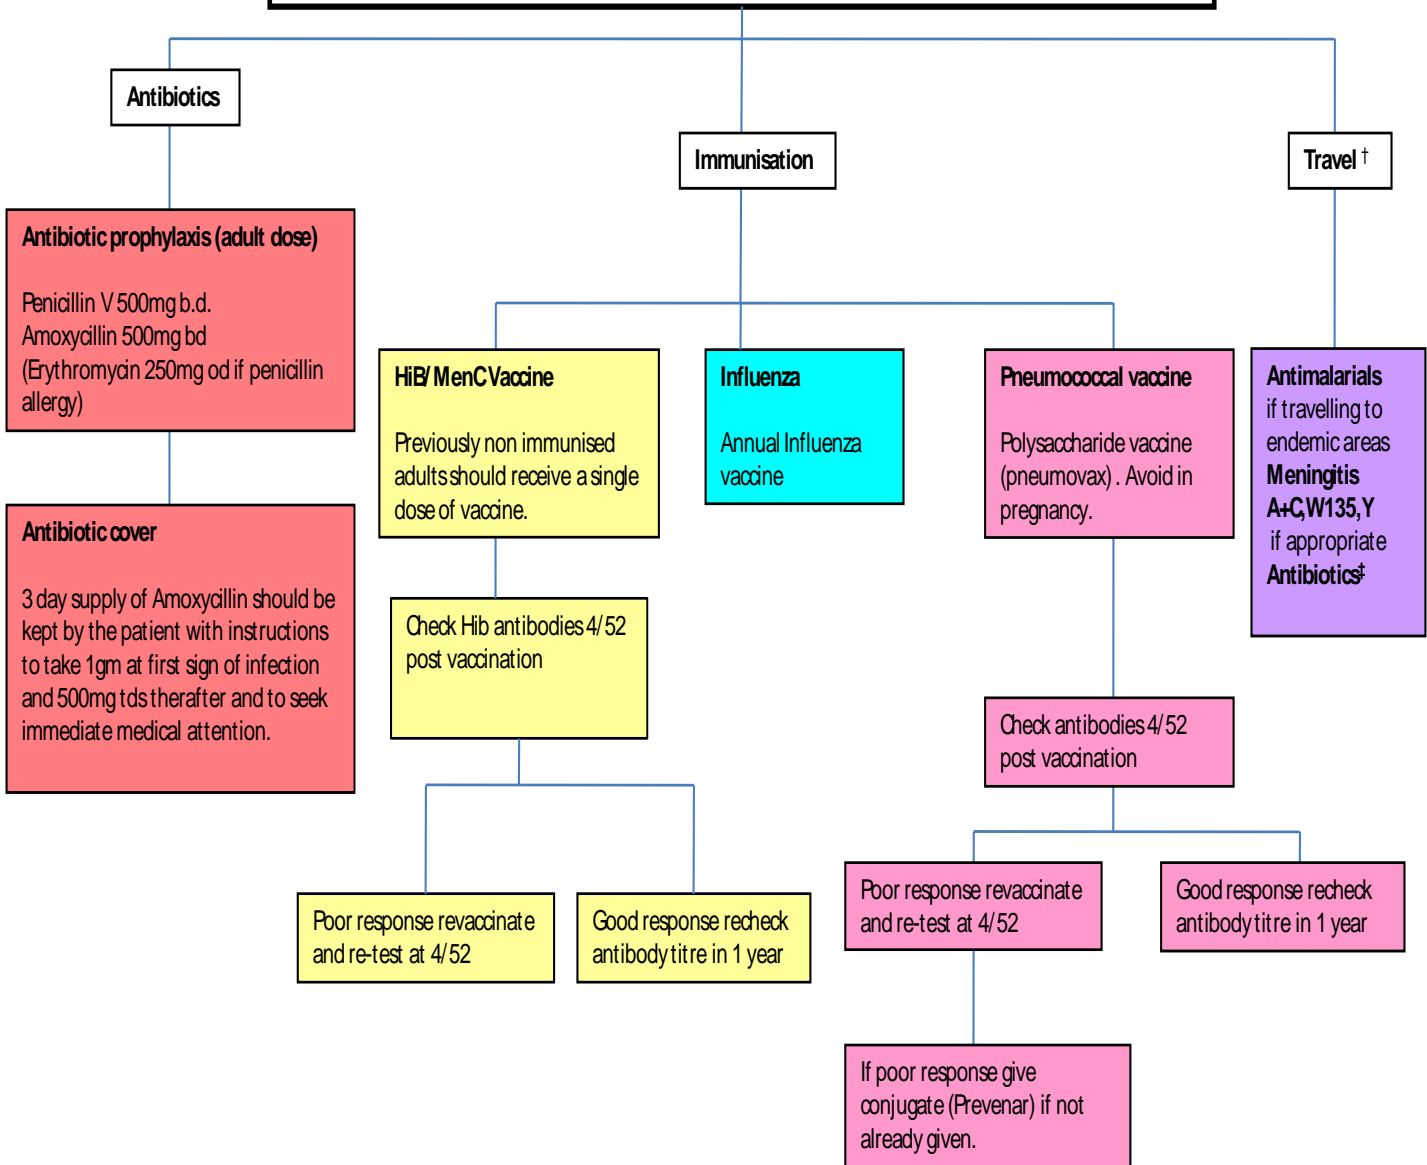 Antibiotics
Immunisation
Travel †
Antibiotic prophylaxis (adult dose)
Penicillin V 500mg b.d.
Amoxycillin 500mg bd
(Erythromycin 250mg od if penicillin
allergy)
Antibiotic cover
3 day supply of Amoxycillin should be
kept by the patient with instructions
to take 1gm at first sign of infection
and 500mg tds therafter and to seek
immediate medical attention.
HiB/ MenC Vaccine
Previously non immunised
adults should receive a single
dose of vaccine.
Check Hib antibodies 4/52
post vaccination
Poor response revaccinate
and re-test at 4/52
Good response recheck
antibody titre in 1 year
Influenza
Annual Influenza
vaccine
Pneumococcal vaccine
Polysaccharide vaccine
(pneumovax) . Avoid in
pregnancy.
Check antibodies 4/52
post vaccination
Poor response revaccinate
and re-test at 4/52
Good response recheck
antibody titre in 1 year
If poor response give
conjugate (Prevenar) if not
already given.
Antimalarials
if travelling to
endemic areas
Meningitis
A+C,W135,Y
if appropriate
Antibiotics‡